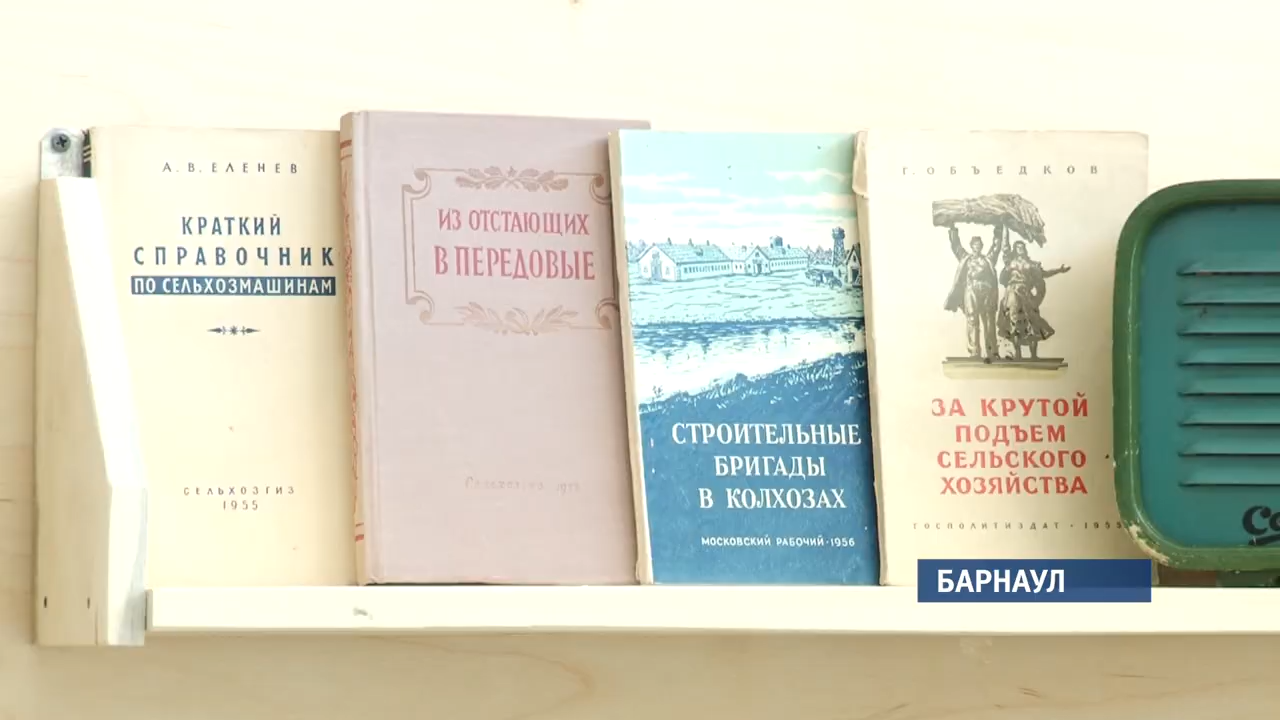 А. В. ЕЛЕНЕВ
КРАТКИЙ
СПРАВОЧНИК
ПО СЕЛЬХОЗМАШИНАМ
СЕЛЬХОЗГИЗ
1955
ИЗ ОТСТАЮЩИХ
В ПЕРЕДОВЫЕ
СТРОИТЕЛЬНЫЕ
БРИГАДЫ
В КОЛХОЗАХ
МОСКОВСКИЙ РАБОЧИЙ · 1956
Г. ОБЪЕДКОВ
ЗА КРУТОЙ
ПОДЪЕМ
СЕЛЬСКОГО
ХОЗЯЙСТВА
ГОСПОЛИТИЗДАТ · 1955
БАРНАУЛ